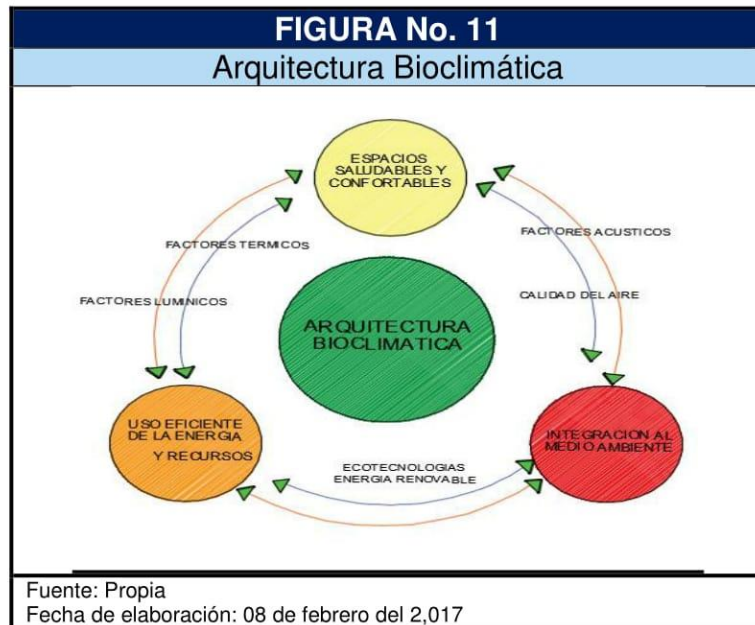 FIGURA No. 11
Arquitectura Bioclimática
ESPACIOS
SALUDABLES Y
CONFORTABLES
FACTORES TERMICOS
FACTORES ACUSTICOS
FACTORES LUMINICOS
CALIDAD DEL AIRE
ARQUITECTURA
BIOCLIMATICA
USO EFICIENTE
DE LA ENERGIA
Y RECURSOS
INTEGRACION AL
MEDIO AMBIENTE
ECOTECNOLOGIAS
ENERGIA RENOVABLE
Fuente: Propia
Fecha de elaboración: 08 de febrero del 2,017